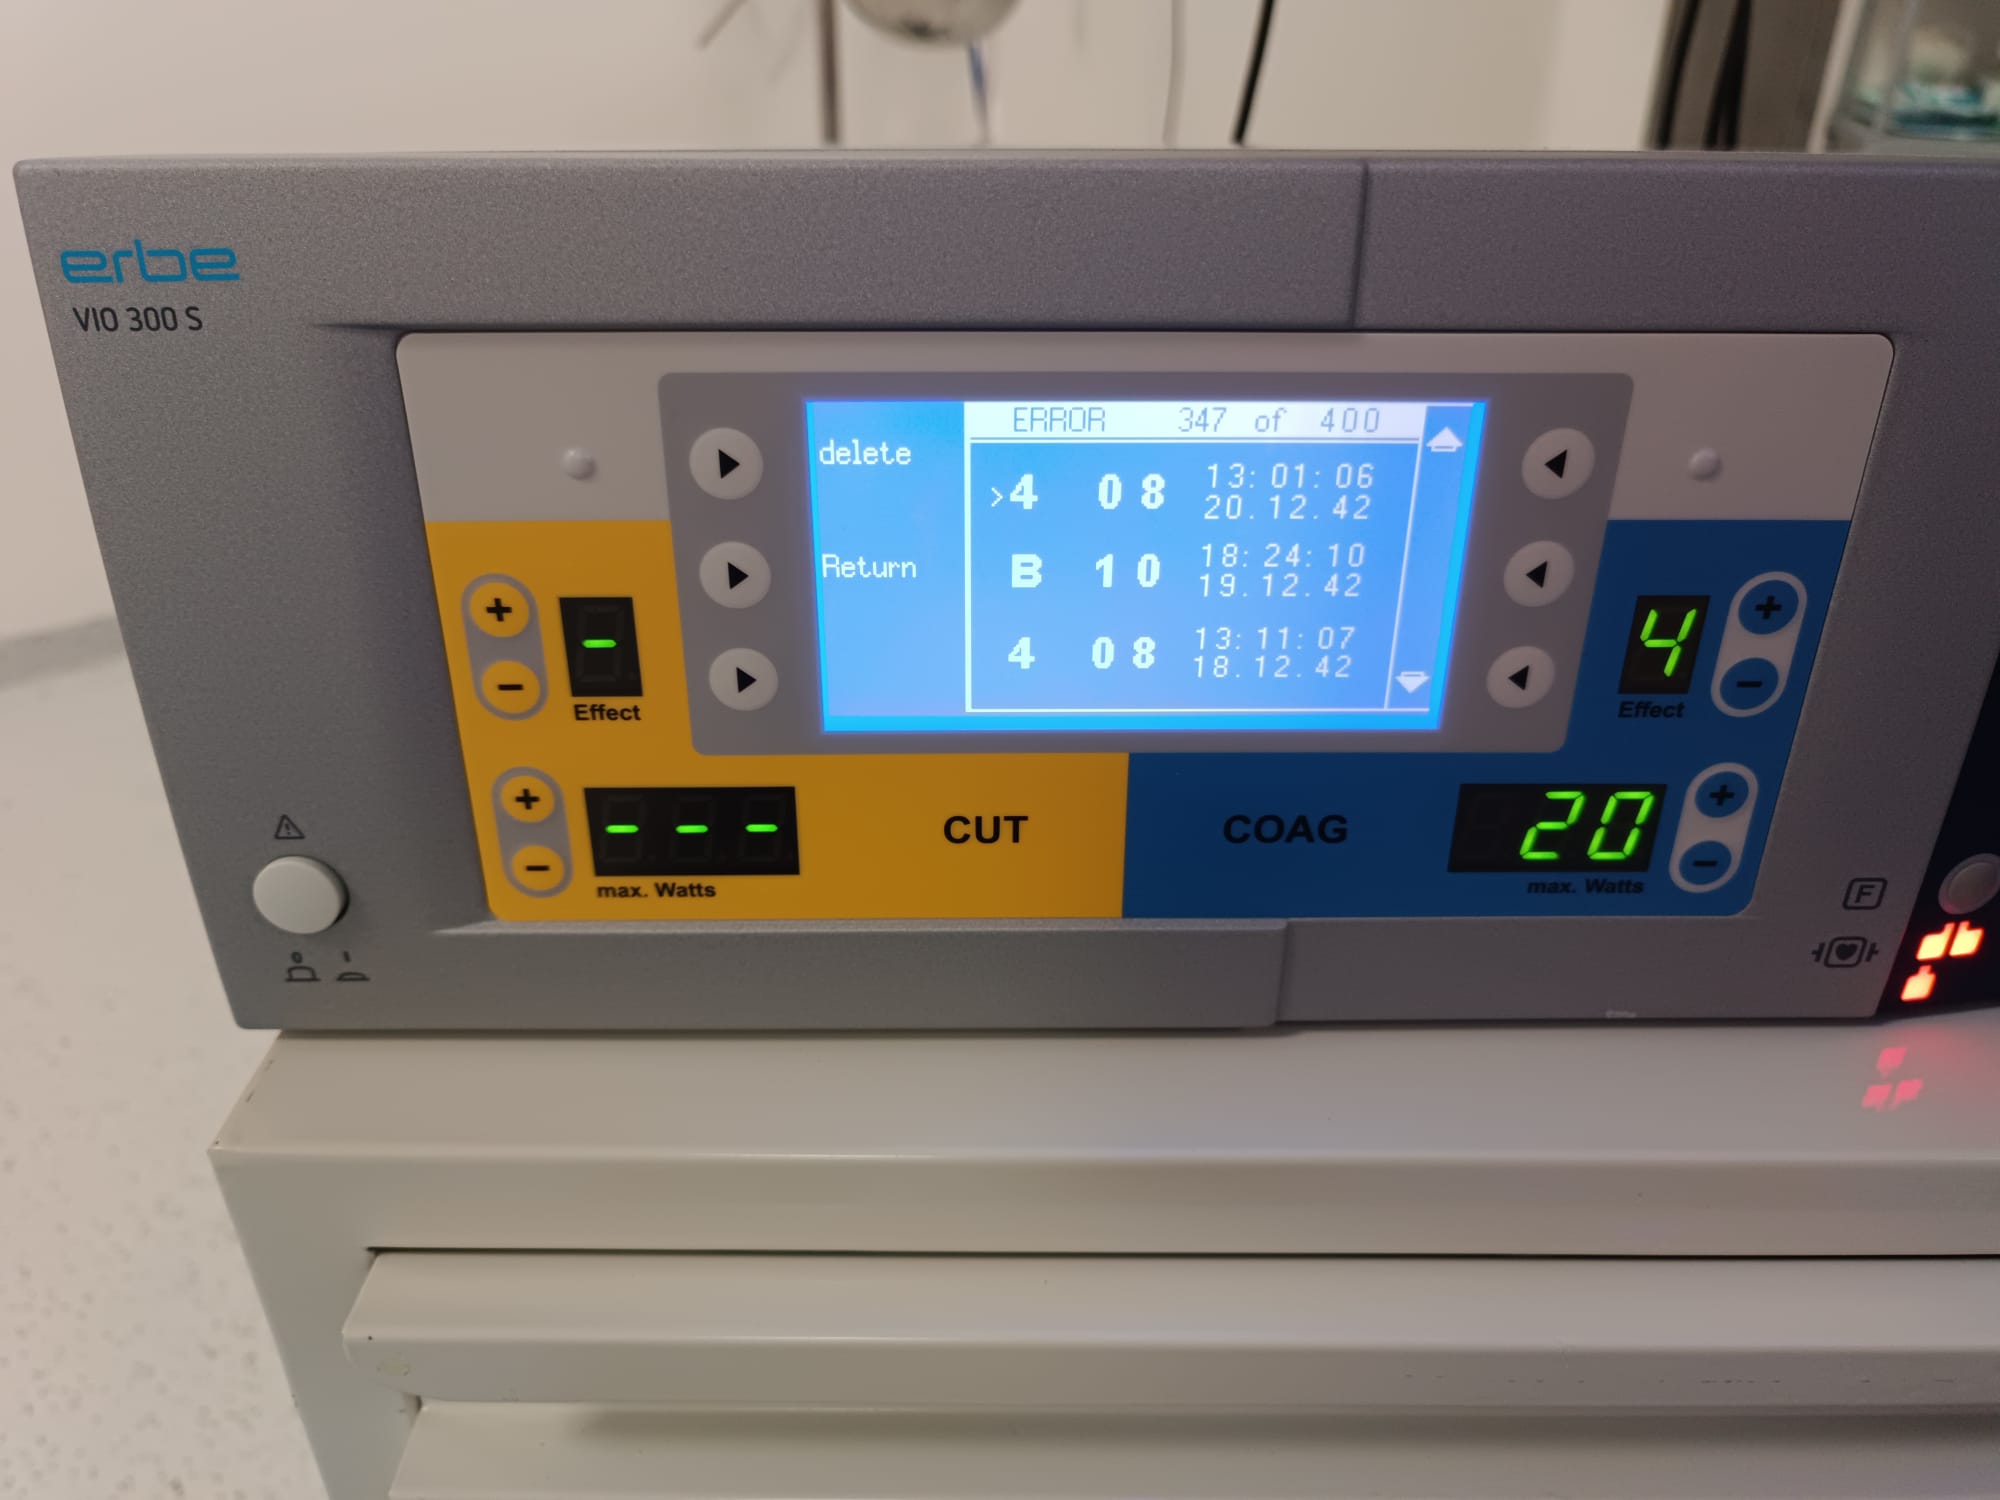 erbe
VIO 300 S
ERROR 347 of 400
delete
>4 08 13:01:06
20.12.42
Return
B 10 18:24:10
19.12.42
4 08 13:11:07
18.12.42
+
-
-
Effect
4
Effect
+
-
+
-
- - -
max. Watts
CUT
COAG
20
max. Watts
+
-
F
0 I